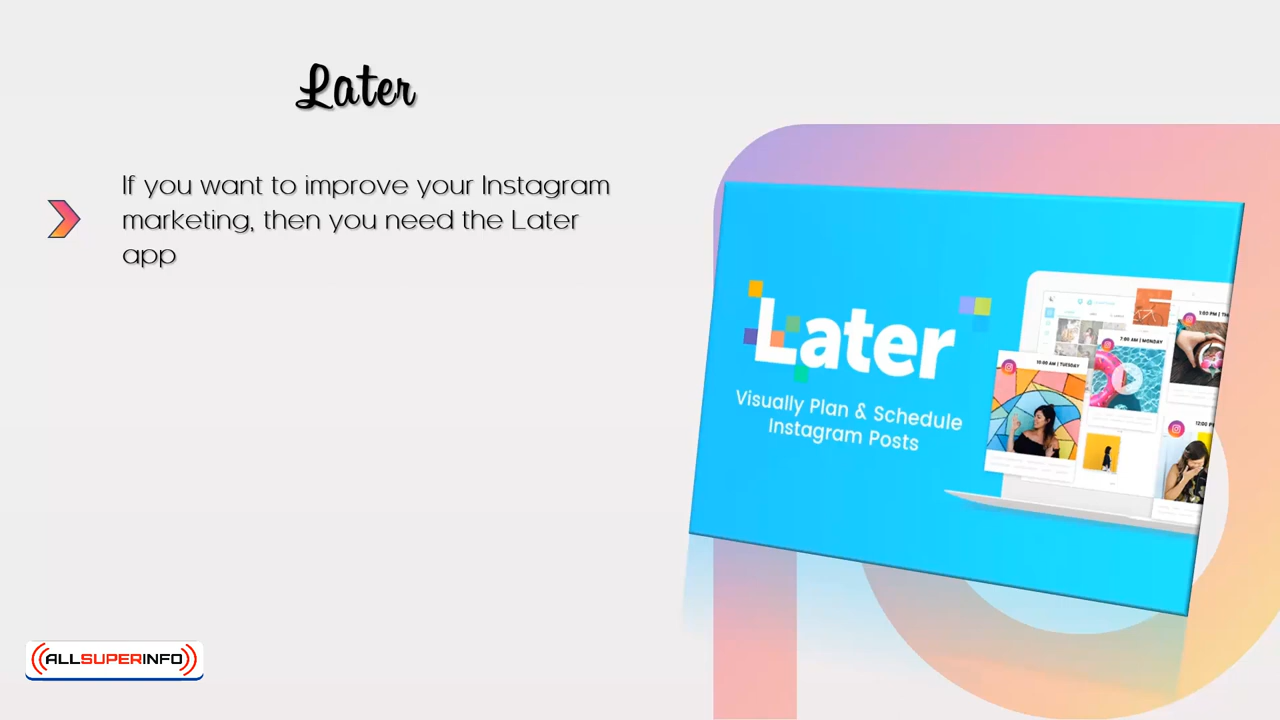 Later
If you want to improve your Instagram
marketing, then you need the Later
app
Later
Visually Plan & Schedule
Instagram Posts
10:00 AM | TUESDAY
7:00 AM | MONDAY
ALLSUPERINFO